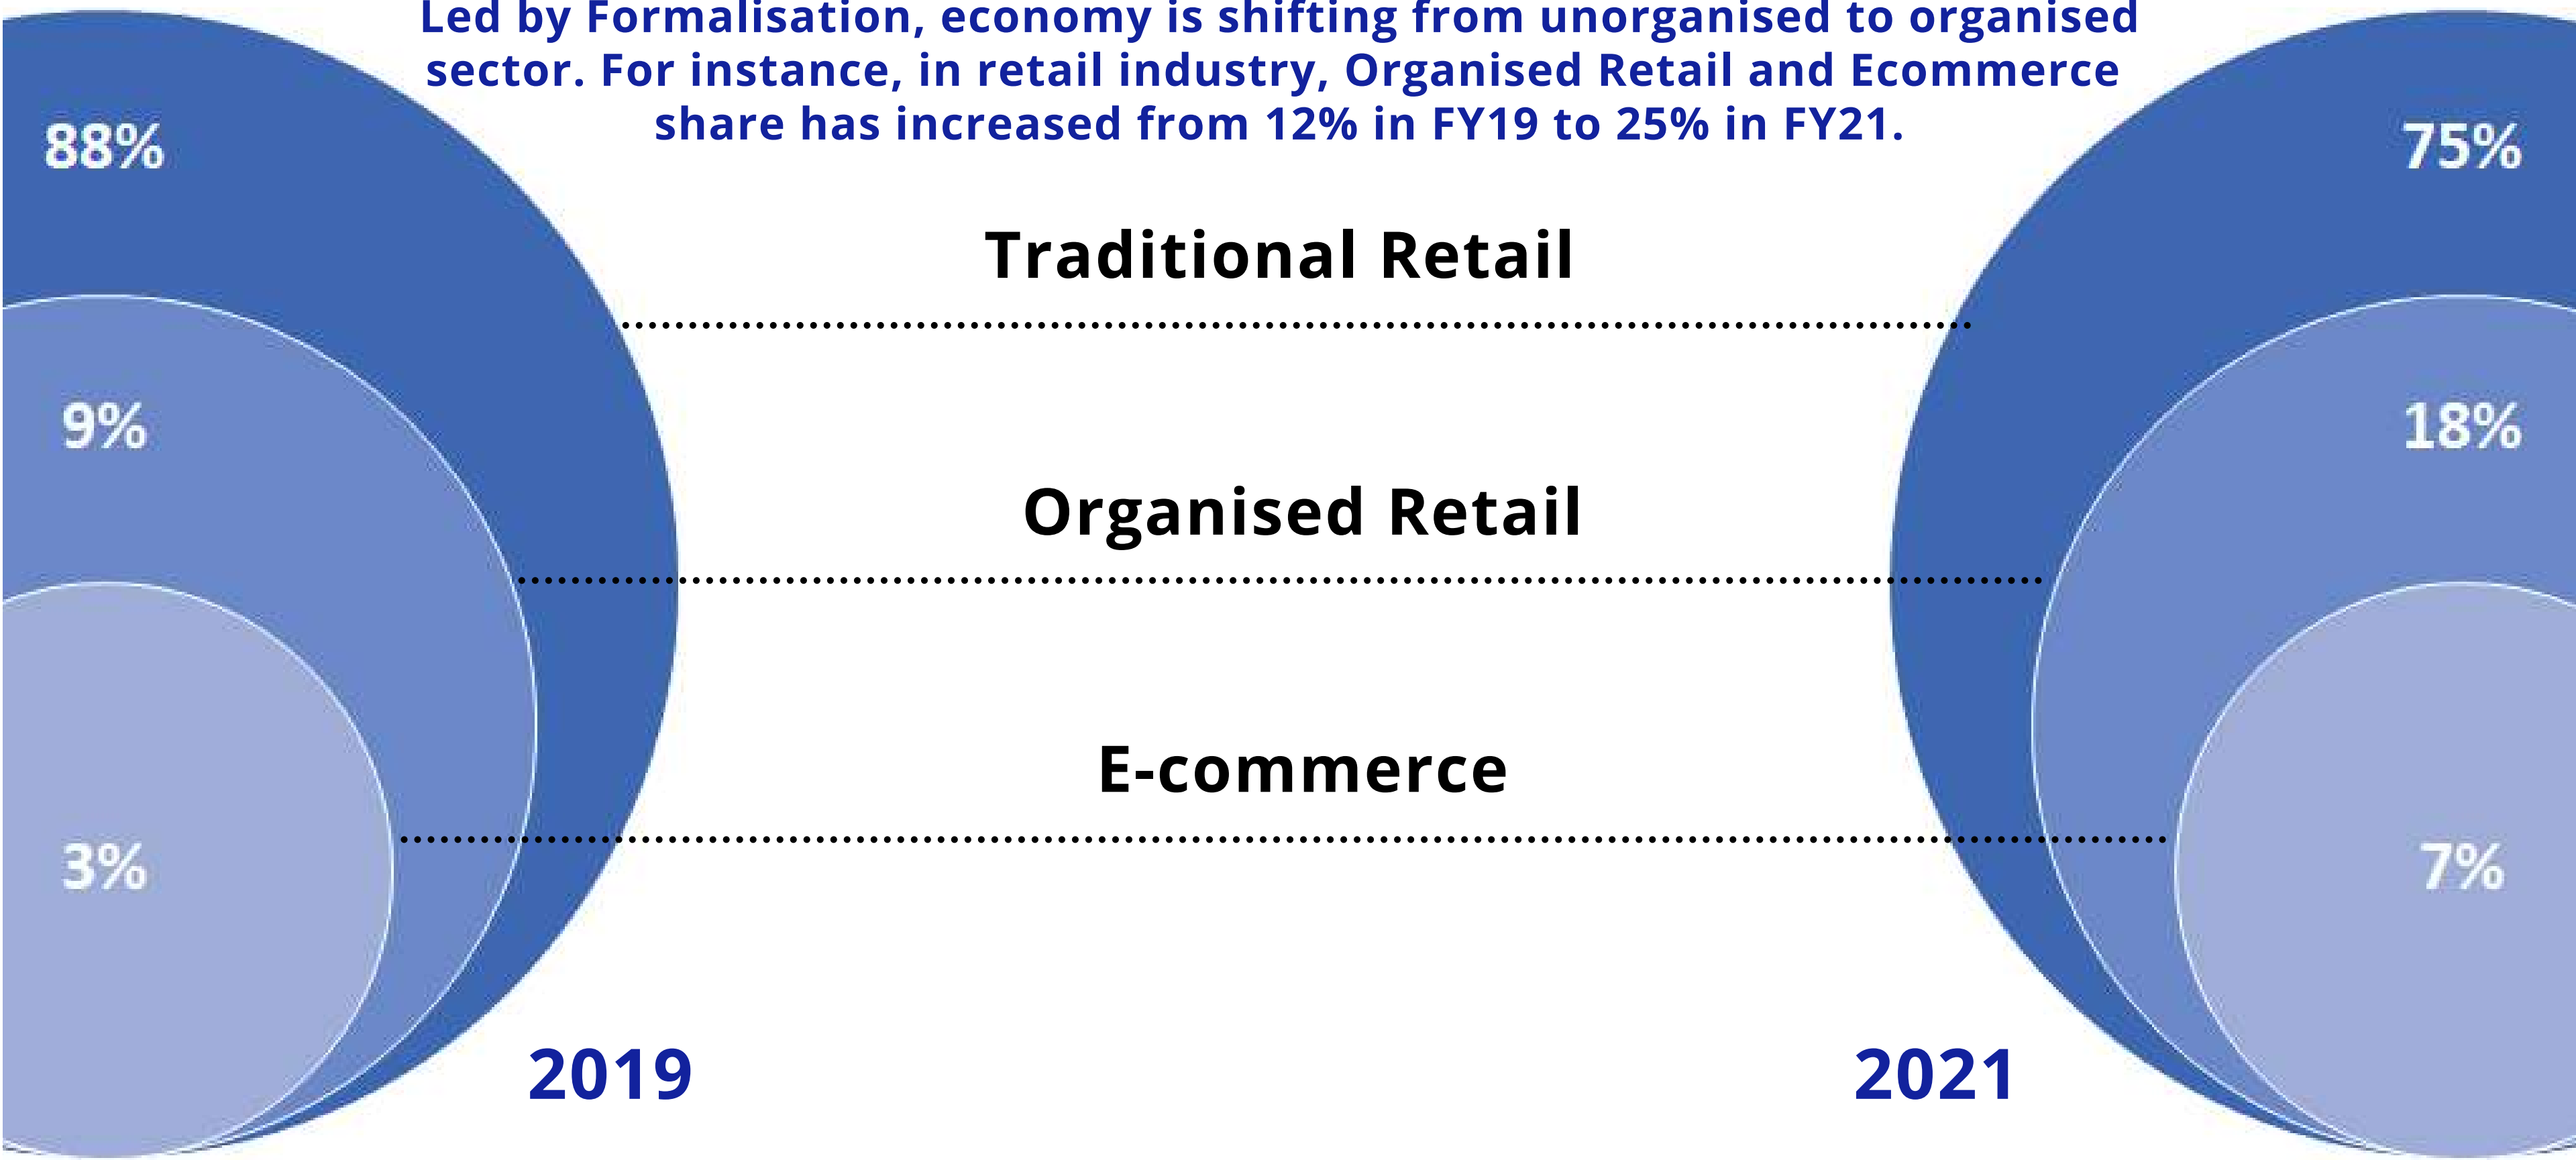 Led by Formalisation, economy is shifting from unorganised to organised
sector. For instance, in retail industry, Organised Retail and Ecommerce
share has increased from 12% in FY19 to 25% in FY21.
88%
75%
Traditional Retail
9%
18%
Organised Retail
E-commerce
3%
7%
2019
2021